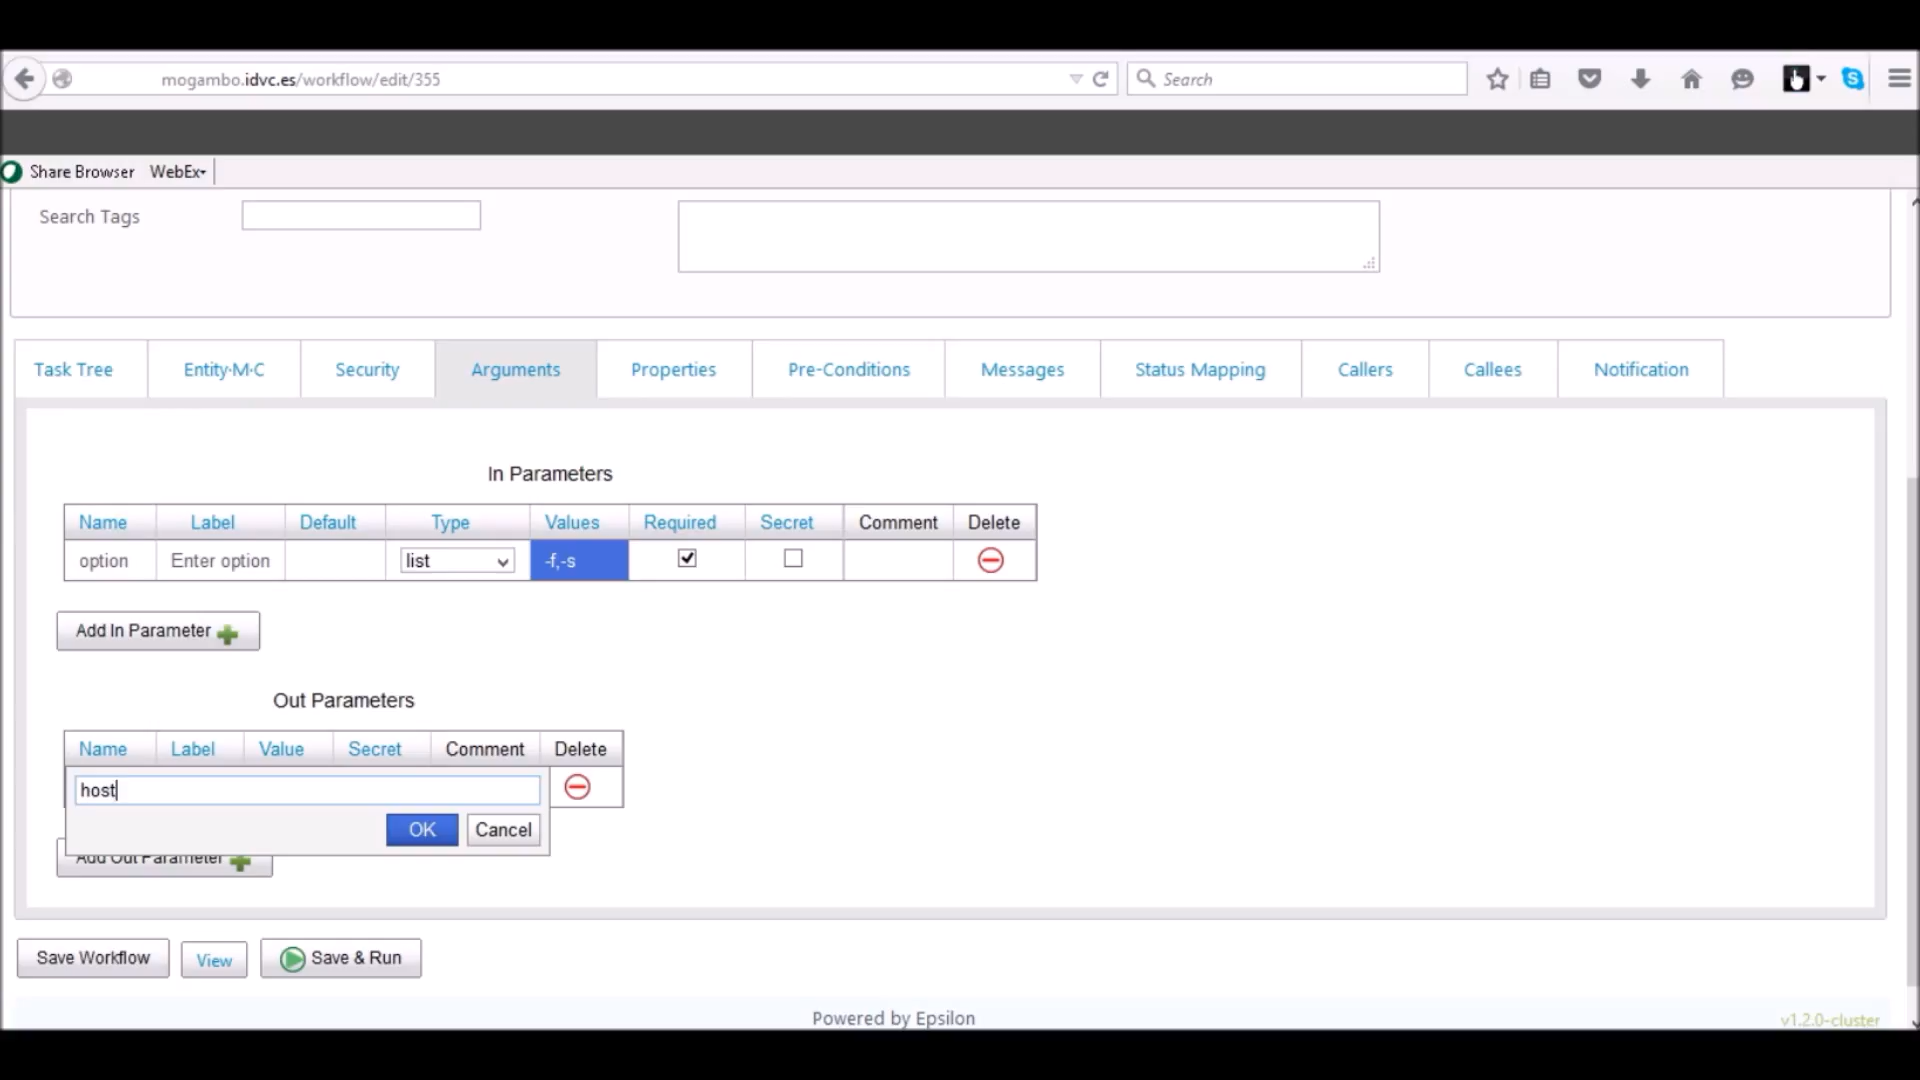 mogambo.idvc.es/workflow/edit/355
Search
Share Browser WebEx
Search Tags
Task Tree Entity-M-C Security Arguments Properties Pre-Conditions Messages Status Mapping Callers Callees Notification
In Parameters
Name Label Default Type Values Required Secret Comment Delete
option Enter option list -f,-s
Add In Parameter
Out Parameters
Name Label Value Secret Comment Delete
host
OK Cancel
Add Out Parameter
Save Workflow View Save & Run
Powered by Epsilon
v1.2.0-cluster